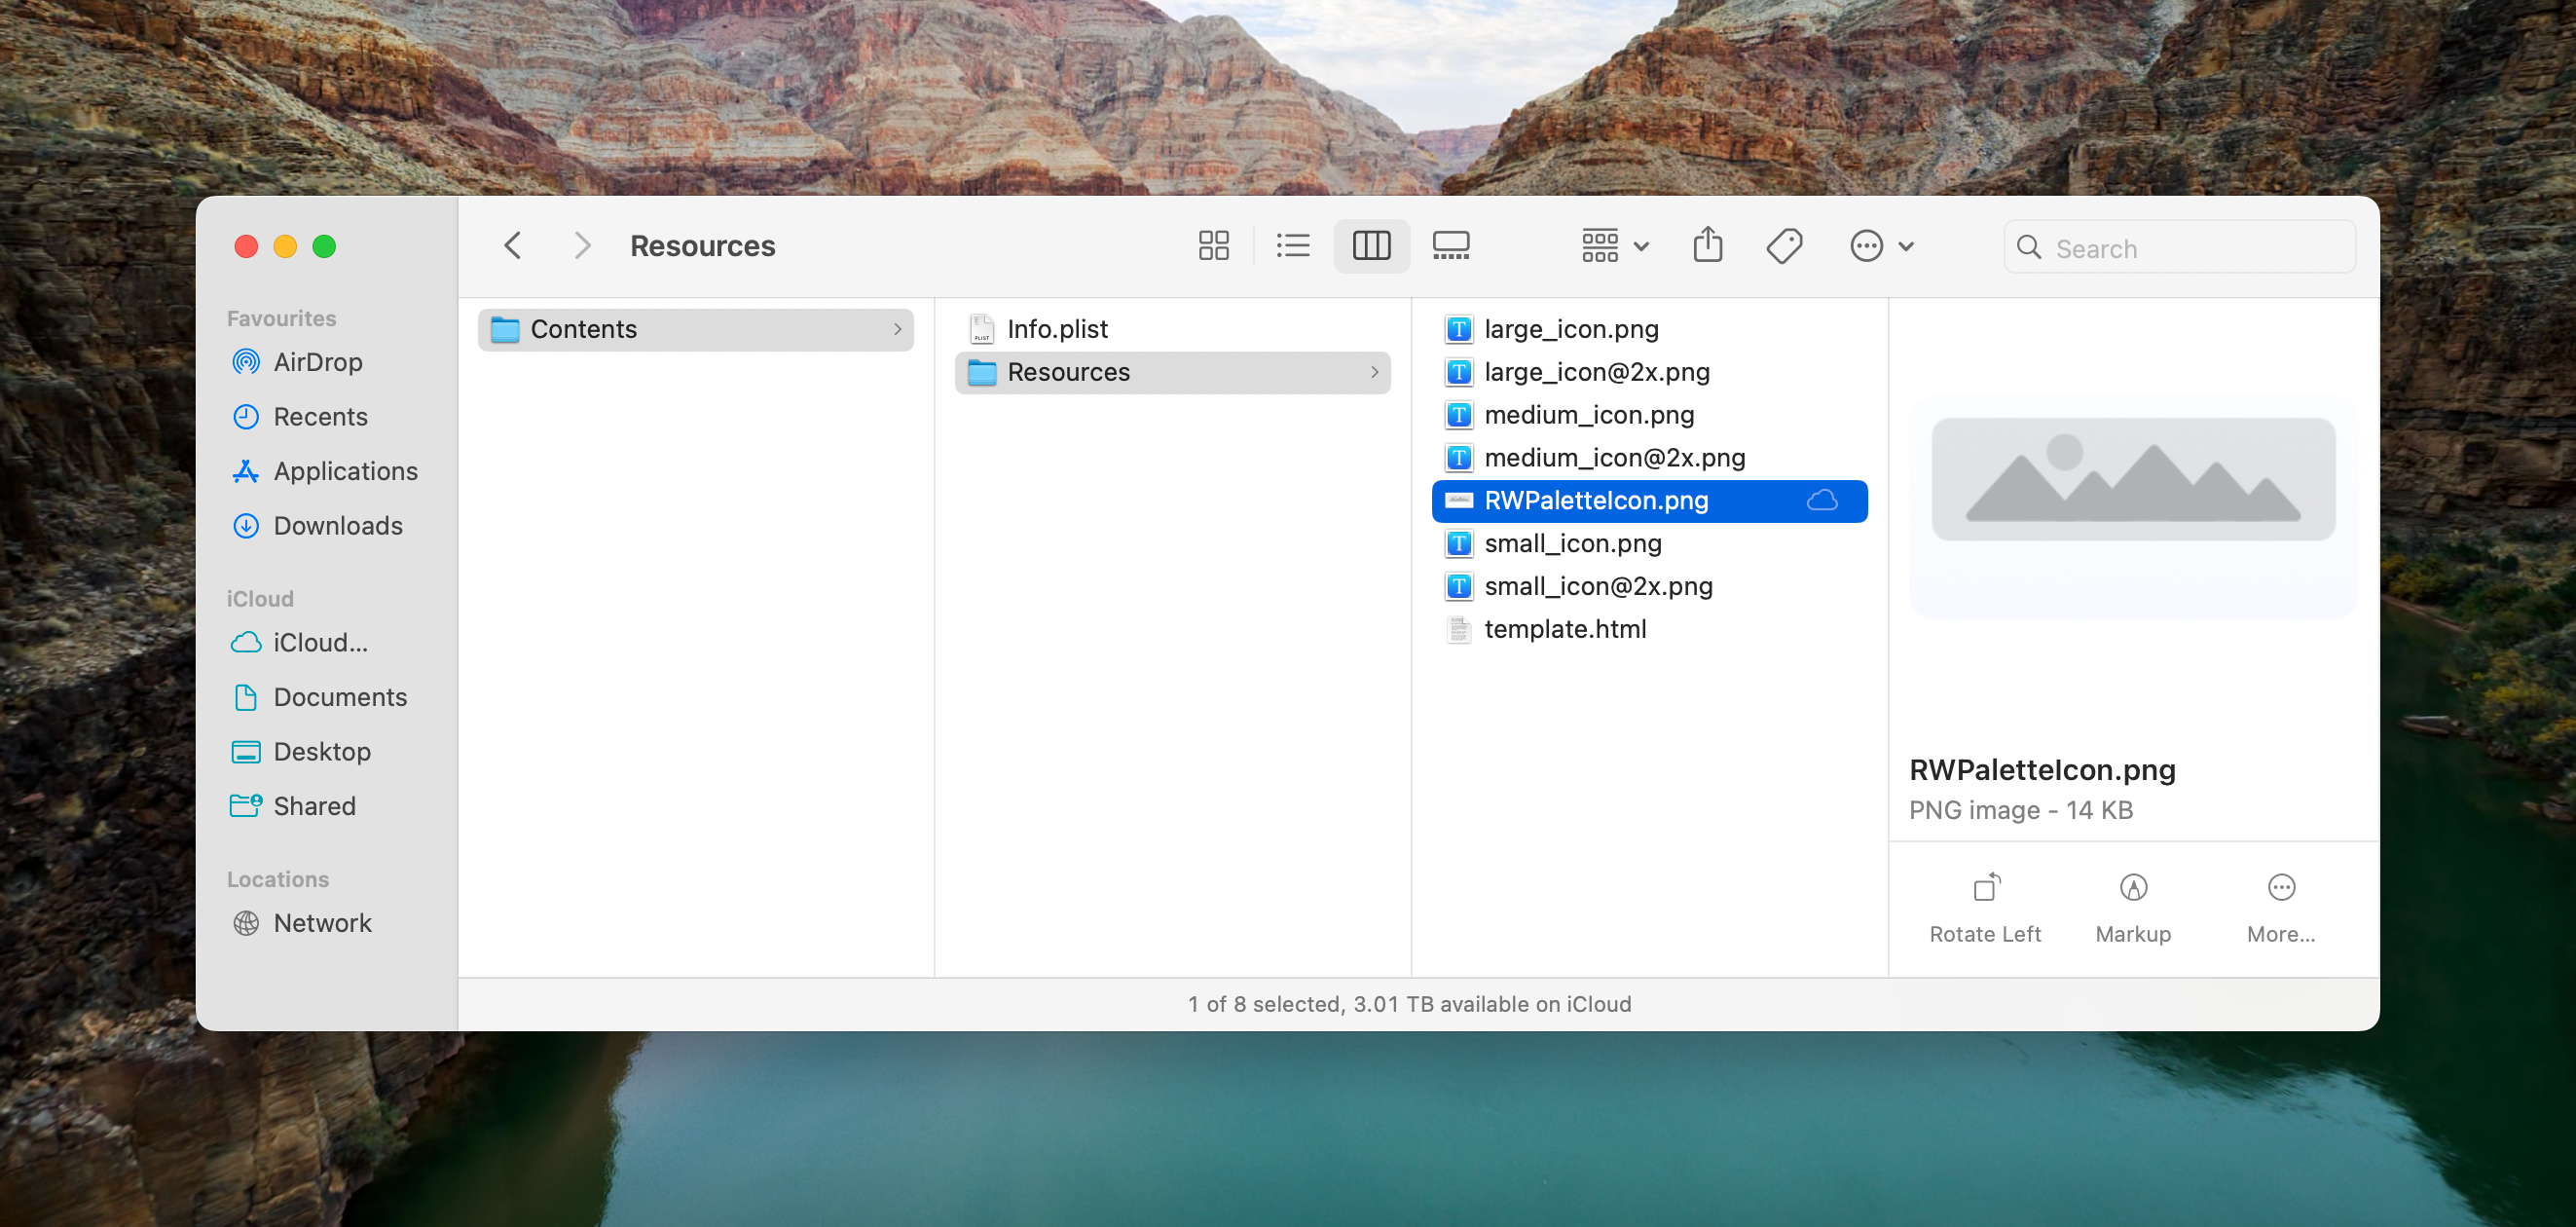 Resources
Search
Favourites
AirDrop
Recents
Applications
Downloads
iCloud
iCloud...
Documents
Desktop
Shared
Locations
Network
Contents
Info.plist
Resources
large_icon.png
large_icon@2x.png
medium_icon.png
medium_icon@2x.png
RWPaletteIcon.png
small_icon.png
small_icon@2x.png
template.html
RWPaletteIcon.png
PNG image - 14 KB
Rotate Left
Markup
More...
1 of 8 selected, 3.01 TB available on iCloud